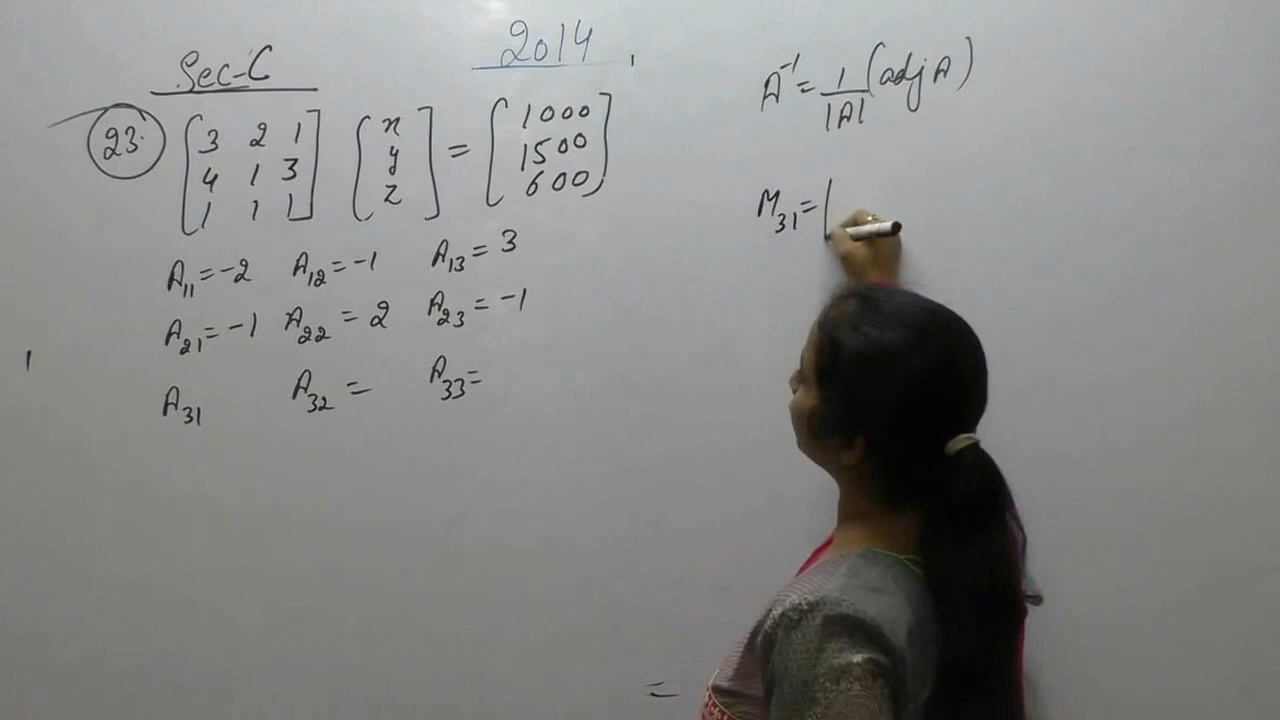 Sec-C 2014
23. [3 2 1] [x] = [1000]
[4 1 3] [y] [1500]
[1 1 1] [z] [600]
A₁₁ = -2 A₁₂ = -1 A₁₃ = 3
A₂₁ = -1 A₂₂ = 2 A₂₃ = -1
A₃₁ A₃₂ = A₃₃ =
A⁻¹ = 1/|A| (adj A)
M₃₁ = |
=